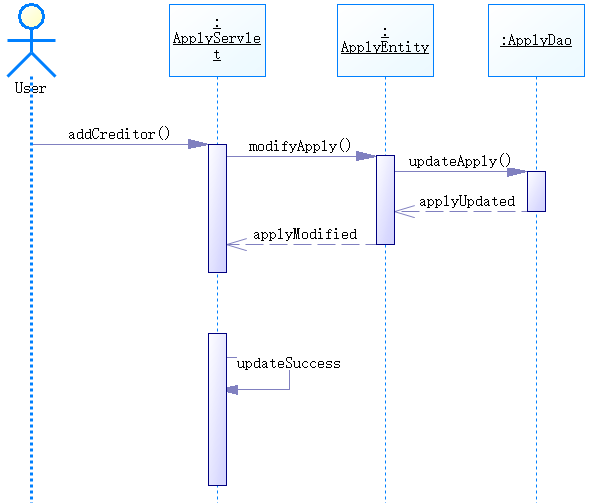 :
ApplyServle
t
:
ApplyEntity
:ApplyDao
User
addCreditor()
modifyApply()
updateApply()
applyUpdated
applyModified
updateSuccess